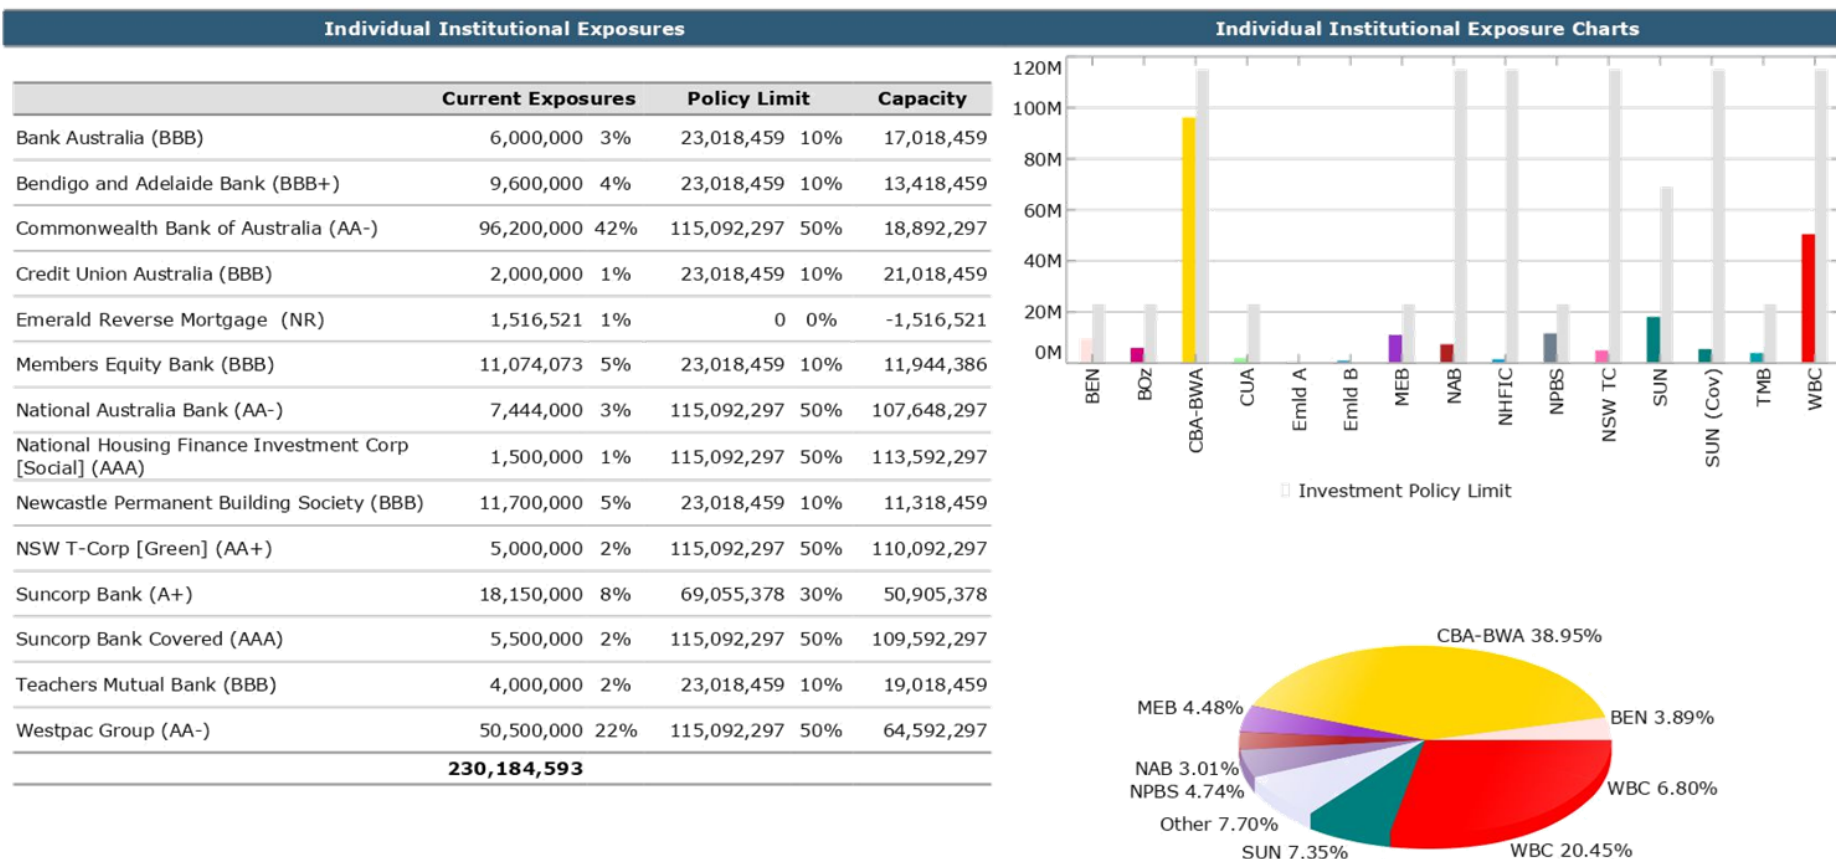 Individual Institutional Exposures
Current Exposures Policy Limit Capacity
Bank Australia (BBB) 6,000,000 3% 23,018,459 10% 17,018,459
Bendigo and Adelaide Bank (BBB+) 9,600,000 4% 23,018,459 10% 13,418,459
Commonwealth Bank of Australia (AA-) 96,200,000 42% 115,092,297 50% 18,892,297
Credit Union Australia (BBB) 2,000,000 1% 23,018,459 10% 21,018,459
Emerald Reverse Mortgage (NR) 1,516,521 1% 0 0% -1,516,521
Members Equity Bank (BBB) 11,074,073 5% 23,018,459 10% 11,944,386
National Australia Bank (AA-) 7,444,000 3% 115,092,297 50% 107,648,297
National Housing Finance Investment Corp
[Social] (AAA) 1,500,000 1% 115,092,297 50% 113,592,297
Newcastle Permanent Building Society (BBB) 11,700,000 5% 23,018,459 10% 11,318,459
NSW T-Corp [Green] (AA+) 5,000,000 2% 115,092,297 50% 110,092,297
Suncorp Bank (A+) 18,150,000 8% 69,055,378 30% 50,905,378
Suncorp Bank Covered (AAA) 5,500,000 2% 115,092,297 50% 109,592,297
Teachers Mutual Bank (BBB) 4,000,000 2% 23,018,459 10% 19,018,459
Westpac Group (AA-) 50,500,000 22% 115,092,297 50% 64,592,297
230,184,593
Individual Institutional Exposure Charts
120M
100M
80M
60M
40M
20M
0M
BEN
BOz
CBA-BWA
CUA
Emld A
Emld B
MEB
NAB
NHFIC
NPBS
NSW TC
SUN
SUN (Cov)
TMB
WBC
Investment Policy Limit
CBA-BWA 38.95%
MEB 4.48%
BEN 3.89%
NAB 3.01%
NPBS 4.74%
WBC 6.80%
Other 7.70%
SUN 7.35%
WBC 20.45%